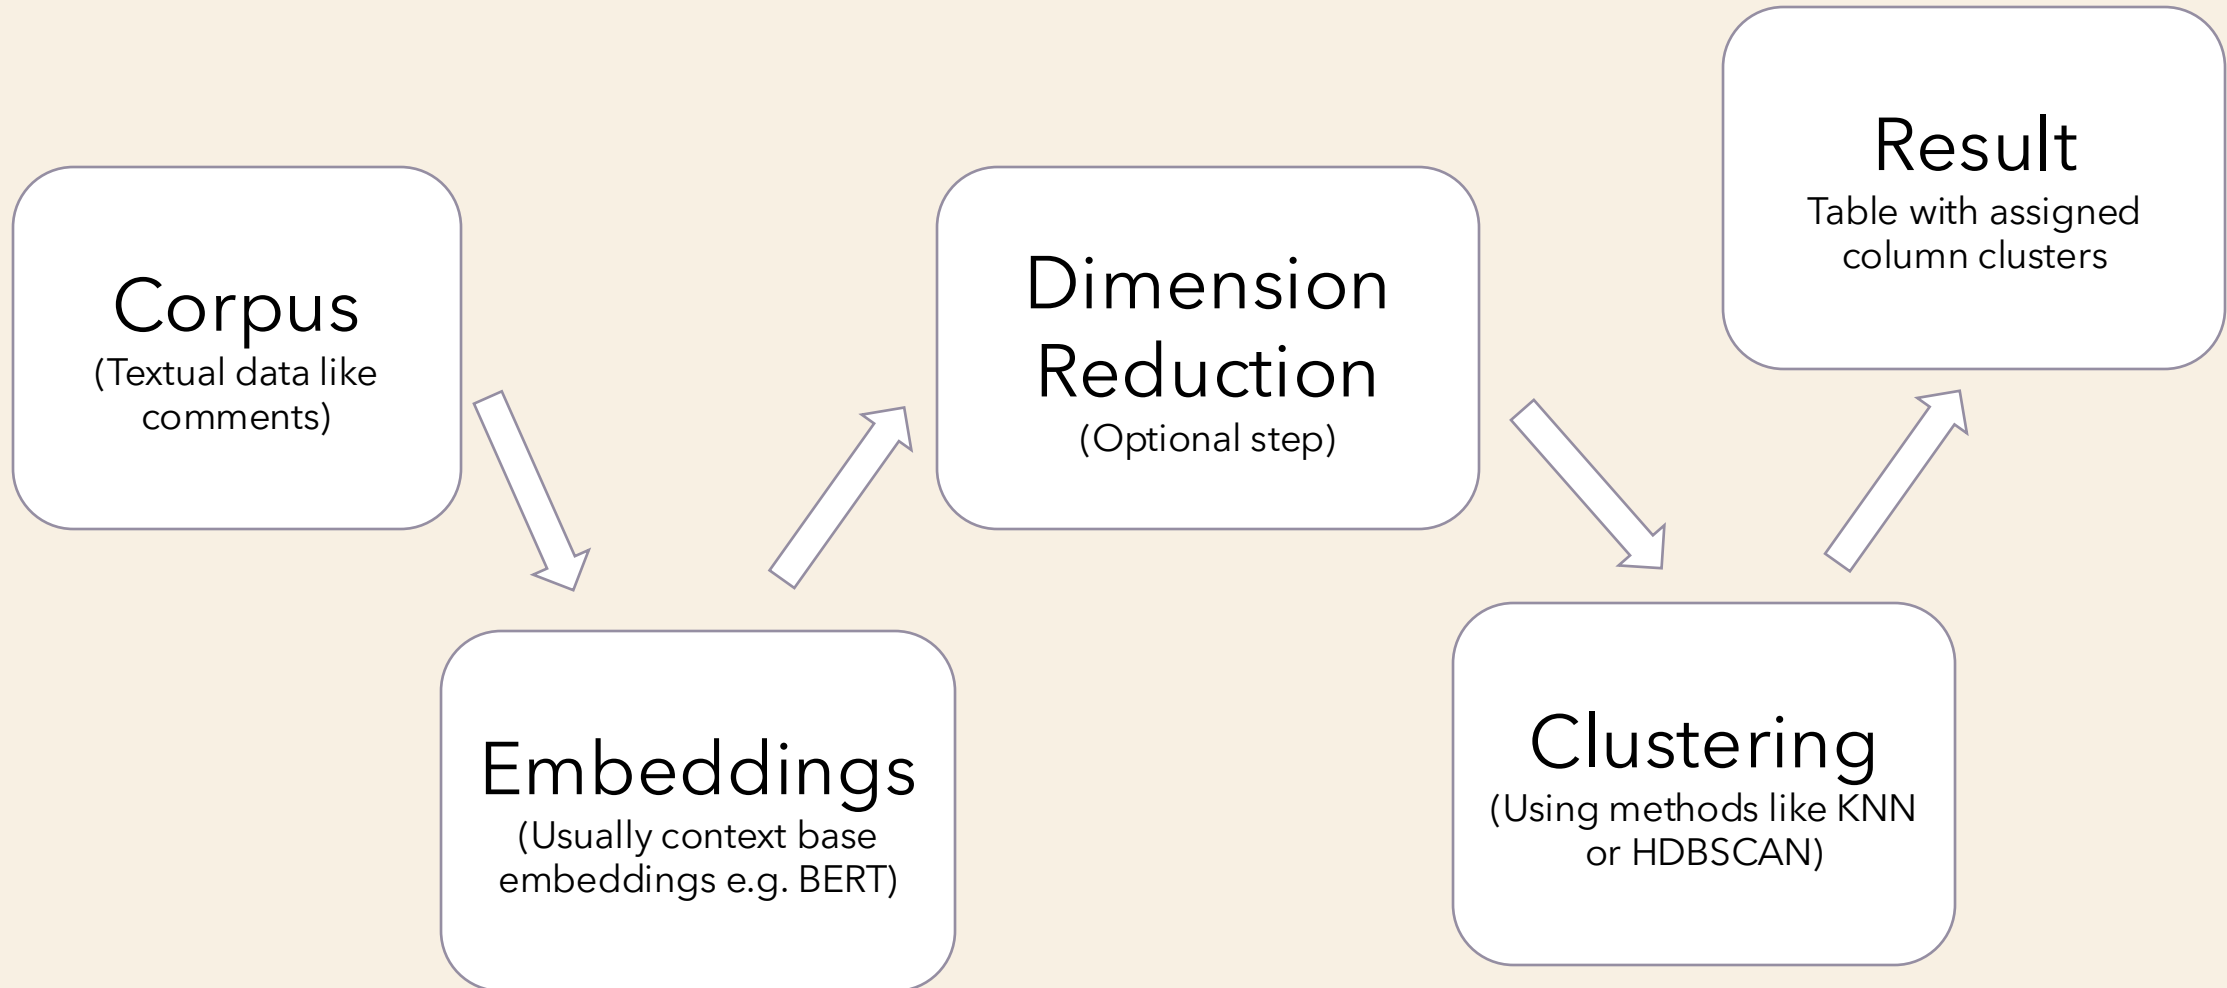 Corpus
(Textual data like
comments)
Embeddings
(Usually context base
embeddings e.g. BERT)
Dimension
Reduction
(Optional step)
Clustering
(Using methods like KNN
or HDBSCAN)
Result
Table with assigned
column clusters